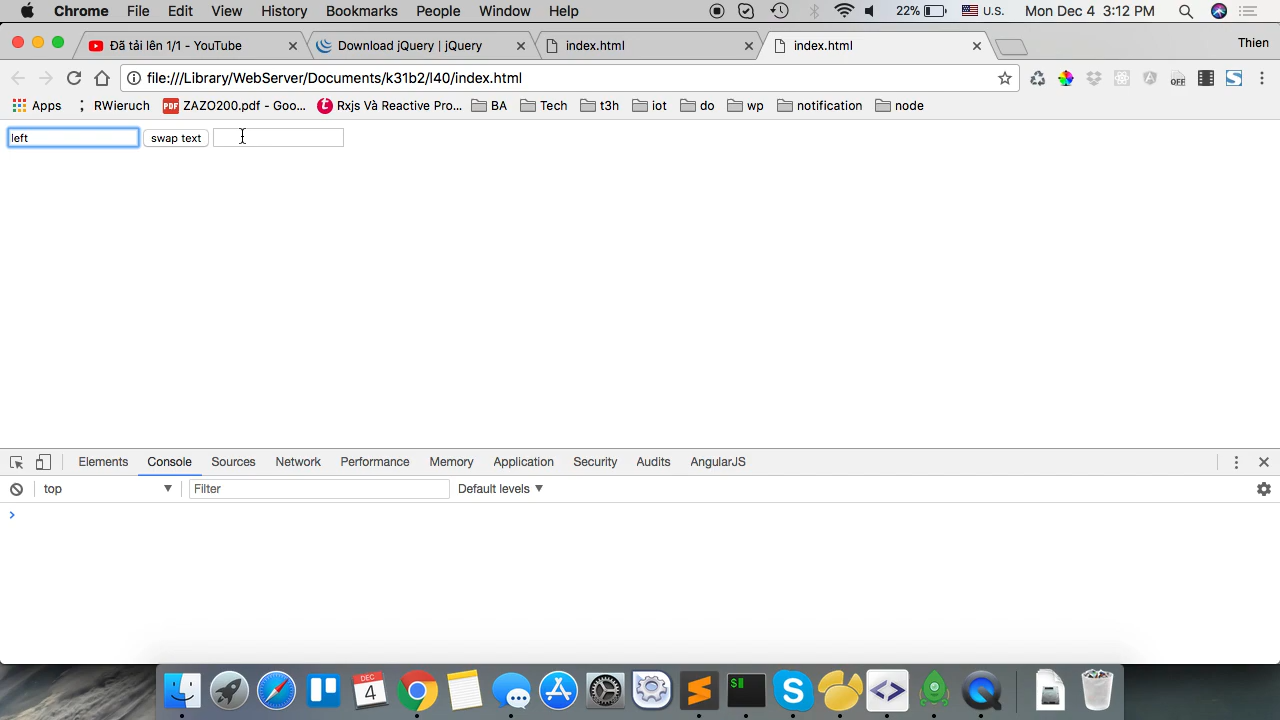 Chrome File Edit View History Bookmarks People Window Help 22% U.S. Mon Dec 4 3:12 PM
Đã tải lên 1/1 - YouTube Download jQuery | jQuery index.html index.html Thien
file:///Library/WebServer/Documents/k31b2/l40/index.html OFF
Apps RWieruch PDF ZAZO200.pdf - Goo... Rxjs Và Reactive Pro... BA Tech t3h iot do wp notification node
left swap text
Elements Console Sources Network Performance Memory Application Security Audits AngularJS
top Filter Default levels
DEC
4